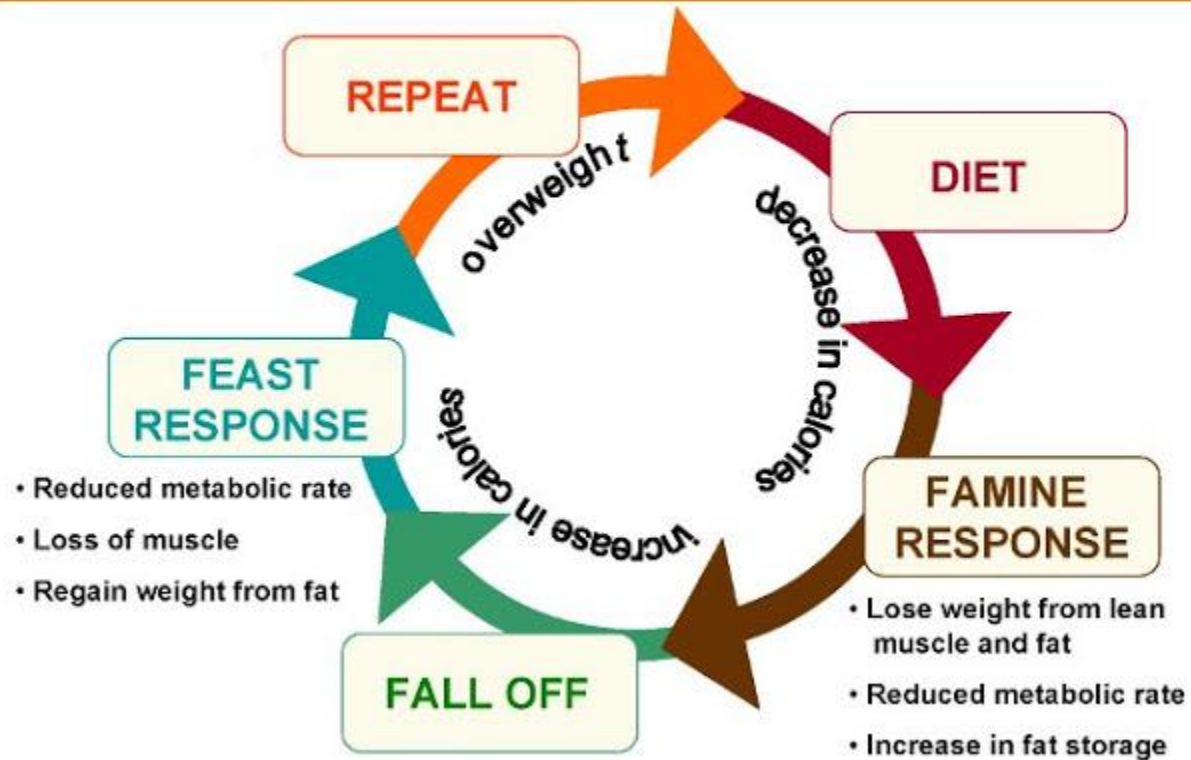 REPEAT
overweight
DIET
decrease in calories
FAMINE
RESPONSE
• Lose weight from lean
muscle and fat
• Reduced metabolic rate
• Increase in fat storage
FALL OFF
increase in calories
FEAST
RESPONSE
• Reduced metabolic rate
• Loss of muscle
• Regain weight from fat